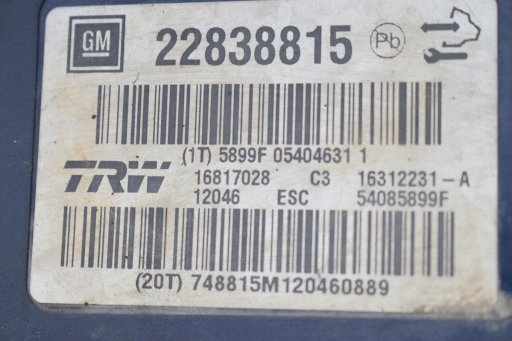 GM 22838815 Pb
(1T) 5899F 05404631 1
TRW 16817028 C3 16312231-A
12046 ESC 54085899F
(20T) 748815M120460889